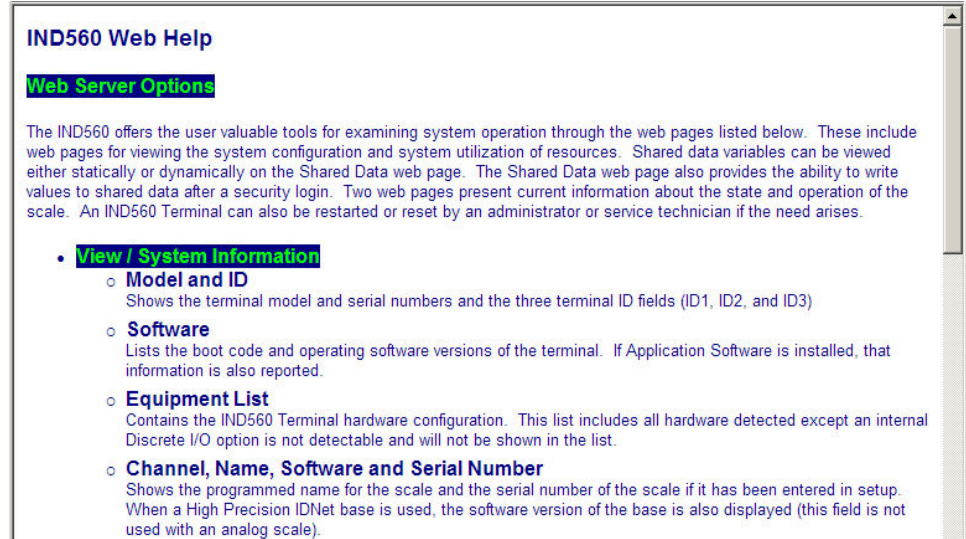 IND560 Web Help
Web Server Options
The IND560 offers the user valuable tools for examining system operation through the web pages listed below. These include
web pages for viewing the system configuration and system utilization of resources. Shared data variables can be viewed
either statically or dynamically on the Shared Data web page. The Shared Data web page also provides the ability to write
values to shared data after a security login. Two web pages present current information about the state and operation of the
scale. An IND560 Terminal can also be restarted or reset by an administrator or service technician if the need arises.
• View / System Information
o Model and ID
Shows the terminal model and serial numbers and the three terminal ID fields (ID1, ID2, and ID3)
o Software
Lists the boot code and operating software versions of the terminal. If Application Software is installed, that
information is also reported.
o Equipment List
Contains the IND560 Terminal hardware configuration. This list includes all hardware detected except an internal
Discrete I/O option is not detectable and will not be shown in the list.
o Channel, Name, Software and Serial Number
Shows the programmed name for the scale and the serial number of the scale if it has been entered in setup.
When a High Precision IDNet base is used, the software version of the base is also displayed (this field is not
used with an analog scale).